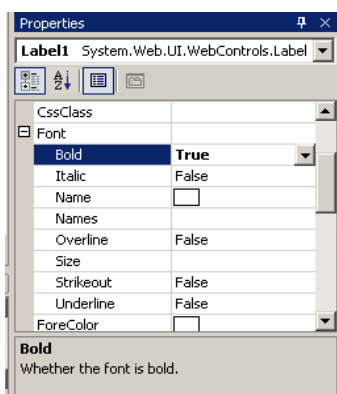 Properties
Label1 System.Web.UI.WebControls.Label
CssClass
Font
Bold True
Italic False
Name
Names
Overline False
Size
Strikeout False
Underline False
ForeColor
Bold
Whether the font is bold.